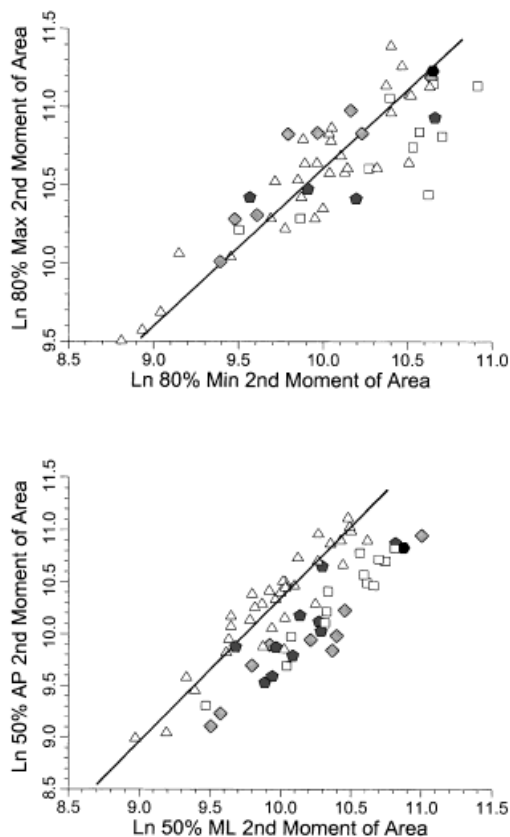 11.5
11.0
10.5
10.0
9.5
Ln 80% Max 2nd Moment of Area
8.5 9.0 9.5 10.0 10.5 11.0
Ln 80% Min 2nd Moment of Area
11.5
11.0
10.5
10.0
9.5
9.0
8.5
Ln 50% AP 2nd Moment of Area
8.5 9.0 9.5 10.0 10.5 11.0 11.5
Ln 50% ML 2nd Moment of Area